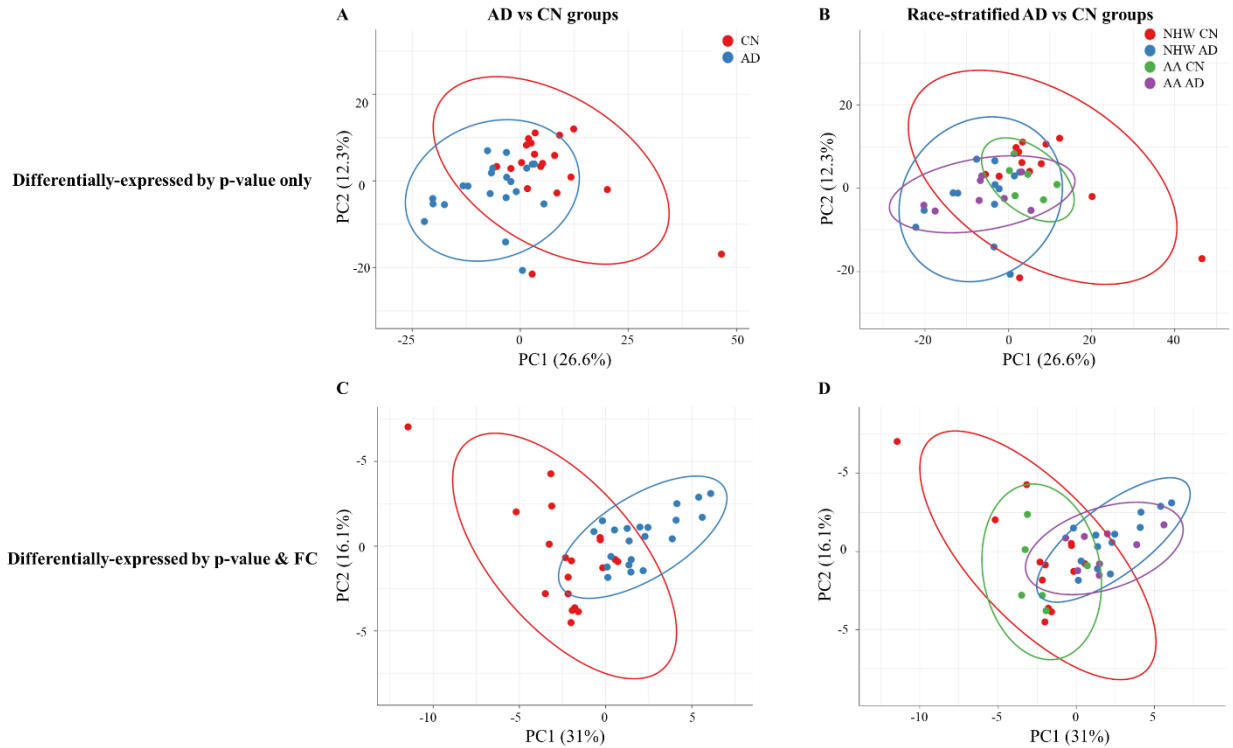 A
AD vs CN groups
CN
AD
Differentially-expressed by p-value only
PC2 (12.3%)
20
0
-20
-25
0
25
50
PC1 (26.6%)
B
Race-stratified AD vs CN groups
NHW CN
NHW AD
AA CN
AA AD
PC2 (12.3%)
20
0
-20
-20
0
20
40
PC1 (26.6%)
C
Differentially-expressed by p-value & FC
PC2 (16.1%)
-5
0
-5
-10
-5
0
5
PC1 (31%)
D
PC2 (16.1%)
-5
0
-5
-10
-5
0
5
PC1 (31%)